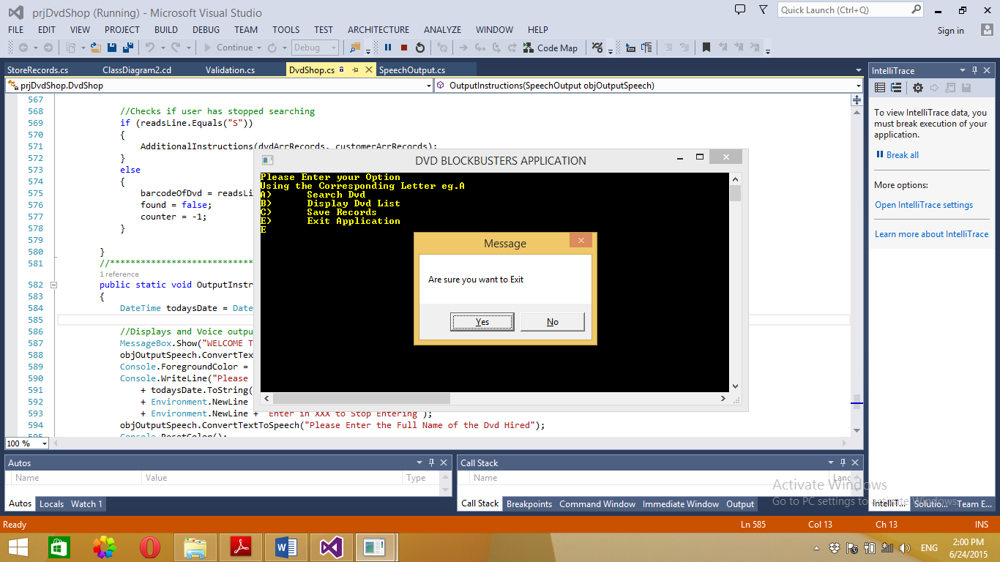 prjDvdShop (Running) - Microsoft Visual Studio
Quick Launch (Ctrl+Q)
FILE EDIT VIEW PROJECT BUILD DEBUG TEAM TOOLS TEST ARCHITECTURE ANALYZE WINDOW HELP
Sign in
Continue Debug Code Map
StoreRecords.cs ClassDiagram2.cd Validation.cs DvdShop.cs SpeechOutput.cs
prjDvdShop.DvdShop OutputInstructions(SpeechOutput objOutputSpeech)
567
568 //Checks if user has stopped searching
569 if (readsLine.Equals("S"))
570 {
571 AdditionalInstructions(dvdArrRecords, customerArrRecords);
572 }
573 else
574 {
575 barcodeOfDvd = readsLi
576 found = false;
577 counter = -1;
578 }
579
580 }
581 //******************************
1 reference
582 public static void OutputInstr
583 {
584 DateTime todaysDate = Date
585
586 //Displays and Voice outpu
587 MessageBox.Show("WELCOME T
588 objOutputSpeech.ConvertTex
589 Console.ForegroundColor =
590 Console.WriteLine("Please
591 + todaysDate.ToString(
592 + Environment.NewLine
593 + Environment.NewLine + "Enter in XXX to Stop Entering");
594 objOutputSpeech.ConvertTextToSpeech("Please Enter the Full Name of the Dvd Hired");
595 Console.ResetColor();
100 %
DVD BLOCKBUSTERS APPLICATION
Please Enter your Option
Using the Corresponding Letter eg.A
A) Search Dvd
B) Display Dvd List
C) Save Records
E) Exit Application
E
Message
Are sure you want to Exit
Yes No
IntelliTrace
To view IntelliTrace data, you
must break execution of your
application.
Break all
More options:
Open IntelliTrace settings
Learn more about IntelliTrace
Autos
Name Value Type
Autos Locals Watch 1
Call Stack
Name Lang
Call Stack Breakpoints Command Window Immediate Window Output
IntelliT... Solutio... Team E...
Activate Windows
Go to PC settings to activate Windows.
Ready Ln 585 Col 13 Ch 13 INS
ENG
2:00 PM
6/24/2015